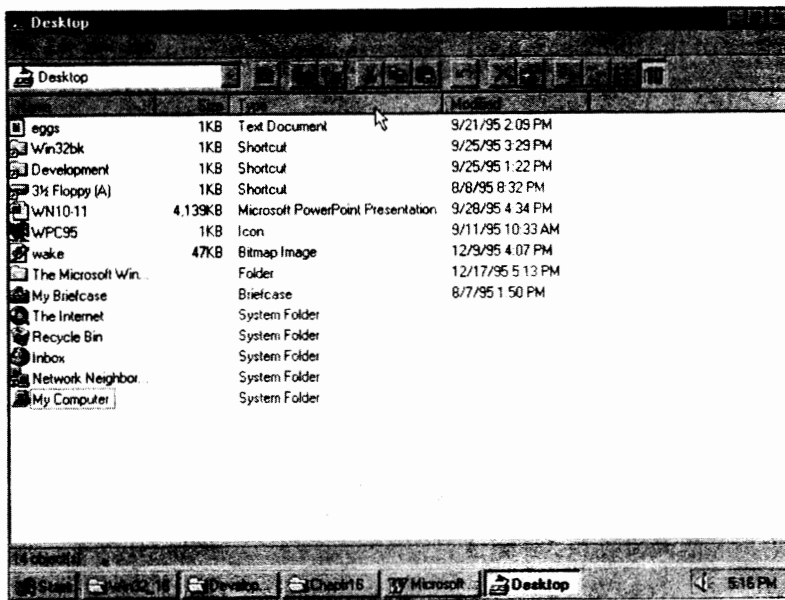 Desktop
Desktop
Size Type Modified
eggs 1KB Text Document 9/21/95 2:09 PM
Win32bk 1KB Shortcut 9/25/95 3:29 PM
Development 1KB Shortcut 9/25/95 1:22 PM
3½ Floppy (A) 1KB Shortcut 8/8/95 8:32 PM
WN10-11 4,139KB Microsoft PowerPoint Presentation 9/28/95 4:34 PM
WPC95 1KB Icon 9/11/95 10:33 AM
wake 47KB Bitmap Image 12/9/95 4:07 PM
The Microsoft Win... Folder 12/17/95 5:13 PM
My Briefcase Briefcase 8/7/95 1:50 PM
The Internet System Folder
Recycle Bin System Folder
Inbox System Folder
Network Neighbor... System Folder
My Computer System Folder
14 object(s)
Start Develop... Chaptr16 Microsoft... Desktop 5:16 PM